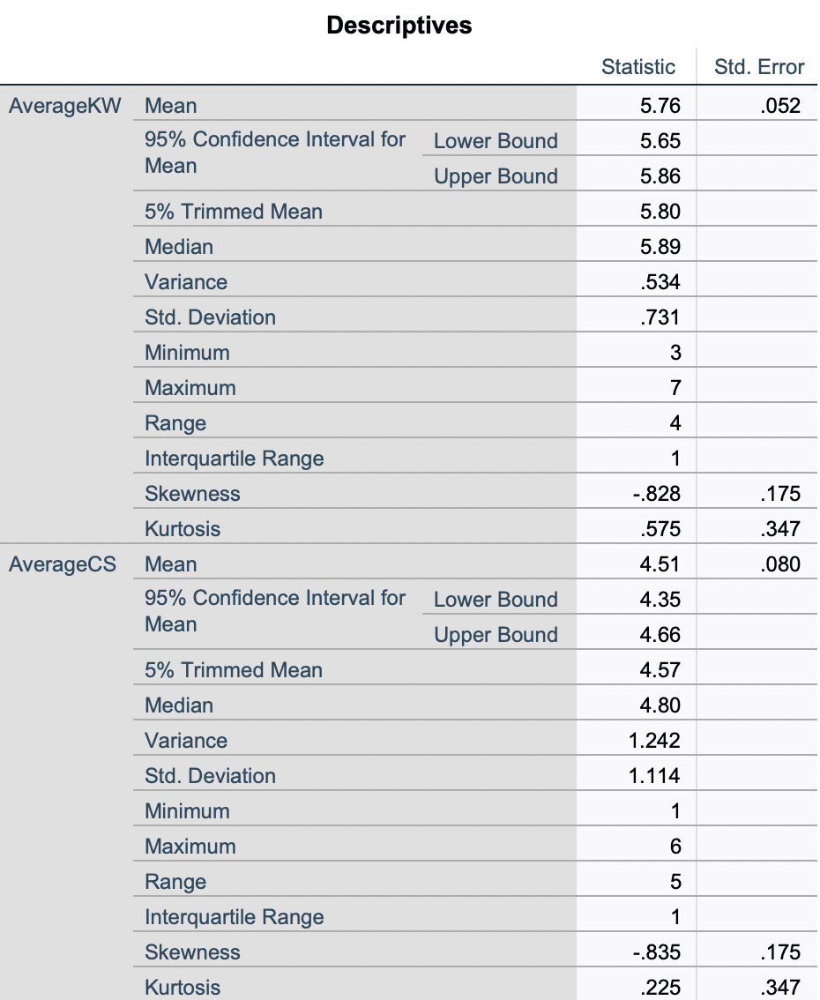 Descriptives
Statistic Std. Error
AverageKW Mean 5.76 .052
95% Confidence Interval for Mean Lower Bound 5.65
Upper Bound 5.86
5% Trimmed Mean 5.80
Median 5.89
Variance .534
Std. Deviation .731
Minimum 3
Maximum 7
Range 4
Interquartile Range 1
Skewness -.828 .175
Kurtosis .575 .347
AverageCS Mean 4.51 .080
95% Confidence Interval for Mean Lower Bound 4.35
Upper Bound 4.66
5% Trimmed Mean 4.57
Median 4.80
Variance 1.242
Std. Deviation 1.114
Minimum 1
Maximum 6
Range 5
Interquartile Range 1
Skewness -.835 .175
Kurtosis .225 .347